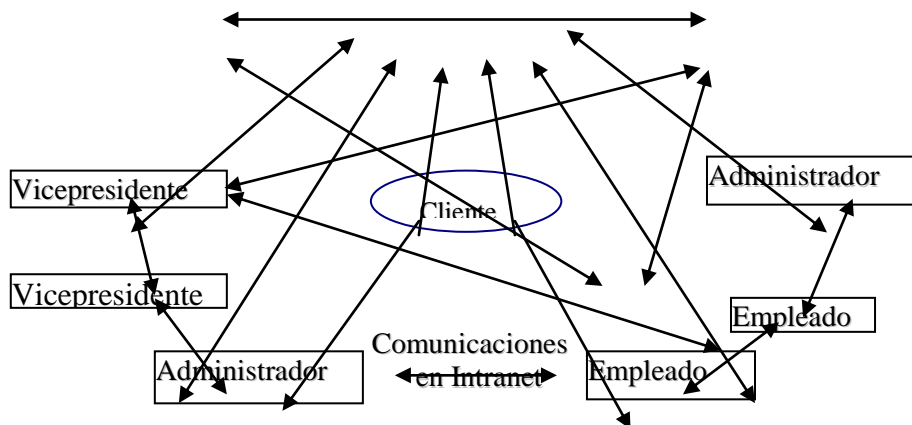 Vicepresidente
Administrador
Cliente
Vicepresidente
Empleado
Administrador
Comunicaciones
en Intranet
Empleado